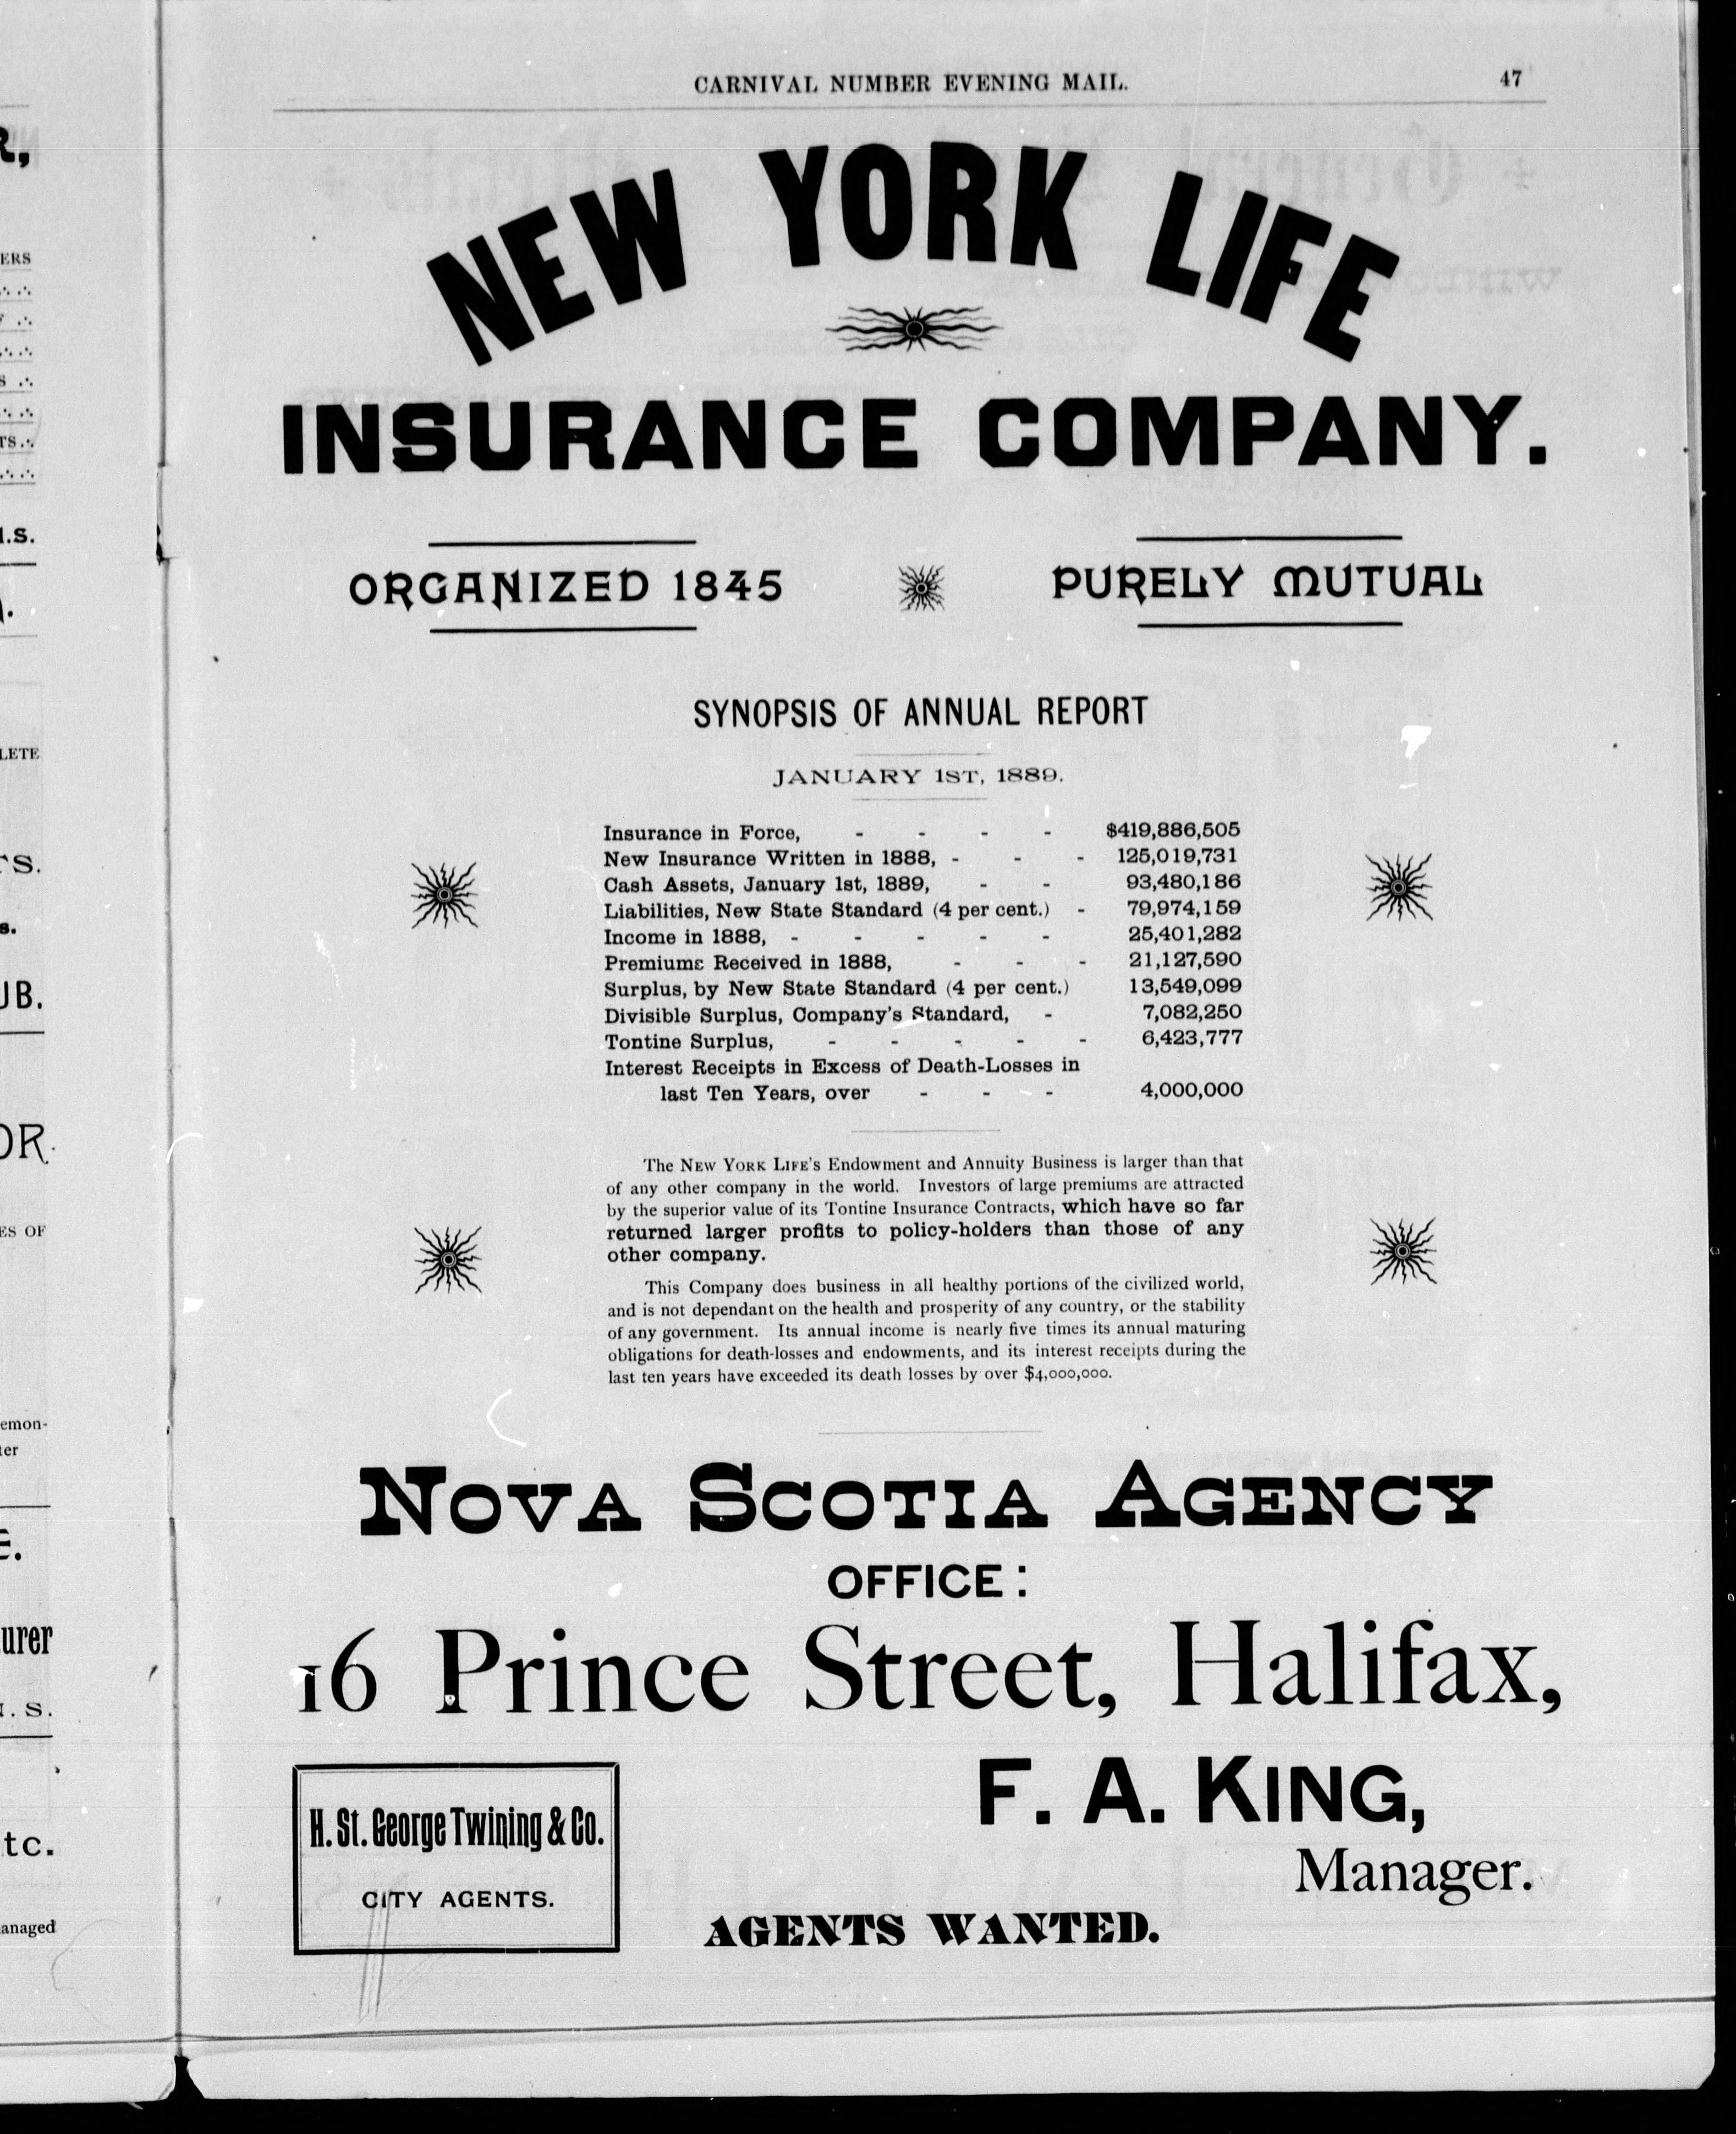 CARNIVAL NUMBER EVENING MAIL.
47
NEW YORK LIFE
INSURANCE COMPANY.
ORGANIZED 1845
PURELY MUTUAL
SYNOPSIS OF ANNUAL REPORT
JANUARY 1ST, 1889.
Insurance in Force, - - - - $419,886,505
New Insurance Written in 1888, - - - 125,019,731
Cash Assets, January 1st, 1889, - - 93,480,186
Liabilities, New State Standard (4 per cent.) - 79,974,159
Income in 1888, - - - - - 25,401,282
Premiums Received in 1888, - - - 21,127,590
Surplus, by New State Standard (4 per cent.) 13,549,099
Divisible Surplus, Company's Standard, - 7,082,250
Tontine Surplus, - - - - - 6,423,777
Interest Receipts in Excess of Death-Losses in
last Ten Years, over - - - 4,000,000
The NEW YORK LIFE'S Endowment and Annuity Business is larger than that
of any other company in the world. Investors of large premiums are attracted
by the superior value of its Tontine Insurance Contracts, which have so far
returned larger profits to policy-holders than those of any
other company.
This Company does business in all healthy portions of the civilized world,
and is not dependant on the health and prosperity of any country, or the stability
of any government. Its annual income is nearly five times its annual maturing
obligations for death-losses and endowments, and its interest receipts during the
last ten years have exceeded its death losses by over $4,000,000.
NOVA SCOTIA AGENCY
OFFICE:
16 Prince Street, Halifax,
F. A. KING,
Manager.
H. St. George Twining & Co.
CITY AGENTS.
AGENTS WANTED.